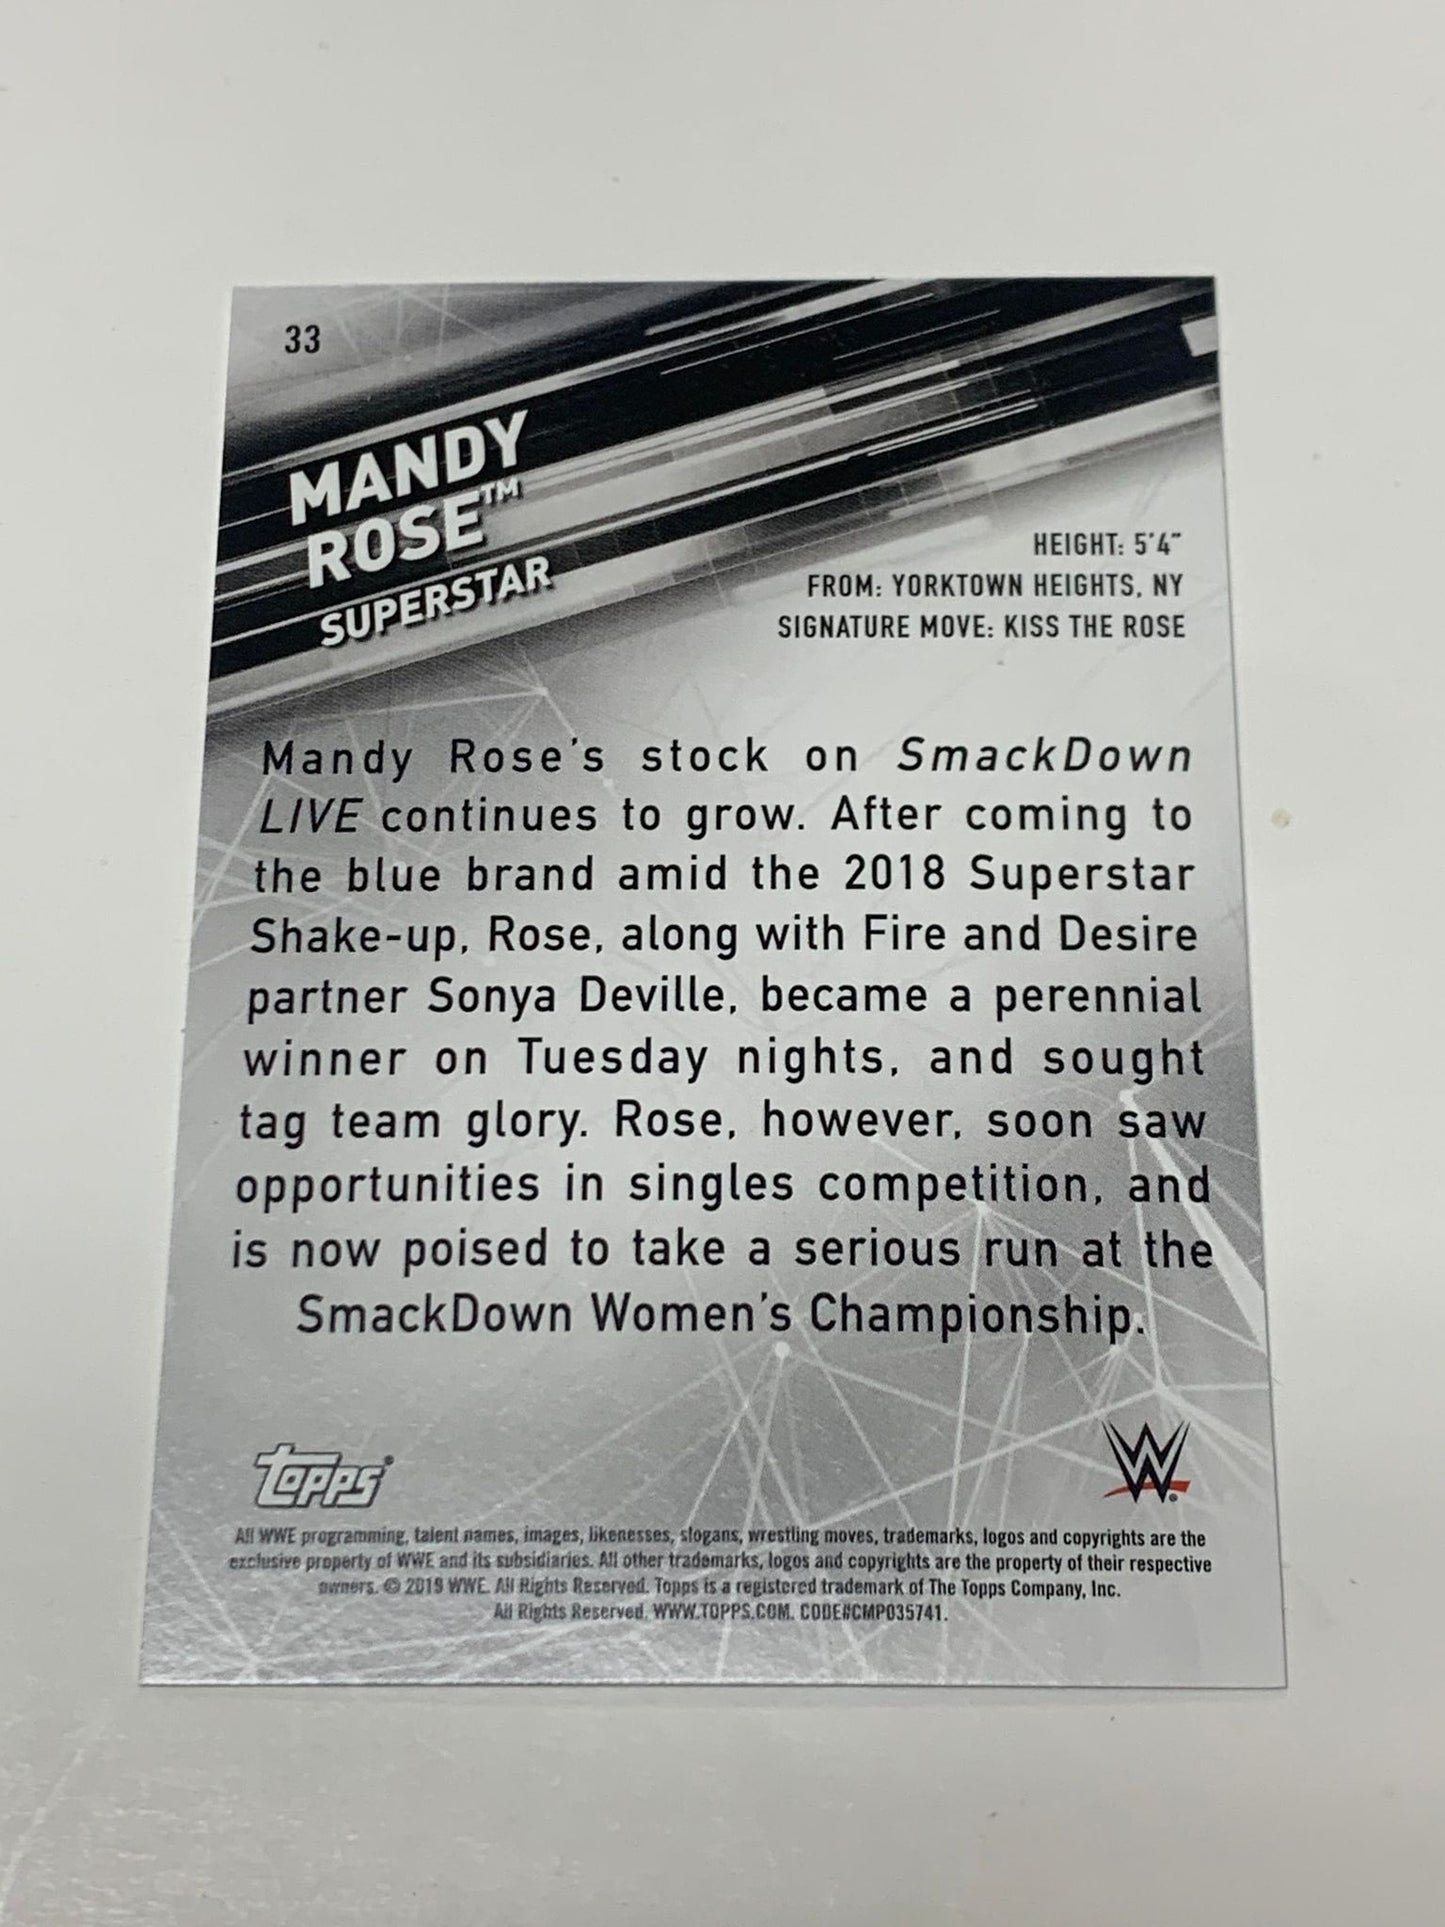 33
MANDY
ROSE™
SUPERSTAR
HEIGHT: 5'4"
FROM: YORKTOWN HEIGHTS, NY
SIGNATURE MOVE: KISS THE ROSE
Mandy Rose's stock on SmackDown
LIVE continues to grow. After coming to
the blue brand amid the 2018 Superstar
Shake-up, Rose, along with Fire and Desire
partner Sonya Deville, became a perennial
winner on Tuesday nights, and sought
tag team glory. Rose, however, soon saw
opportunities in singles competition, and
is now poised to take a serious run at the
SmackDown Women's Championship.
Topps®
W®
All WWE programming, talent names, images, likenesses, slogans, wrestling moves, trademarks, logos and copyrights are the
exclusive property of WWE and its subsidiaries. All other trademarks, logos and copyrights are the property of their respective
owners. © 2019 WWE. All Rights Reserved. Topps is a registered trademark of The Topps Company, Inc.
All Rights Reserved. WWW.TOPPS.COM. CODE#CMP035741.